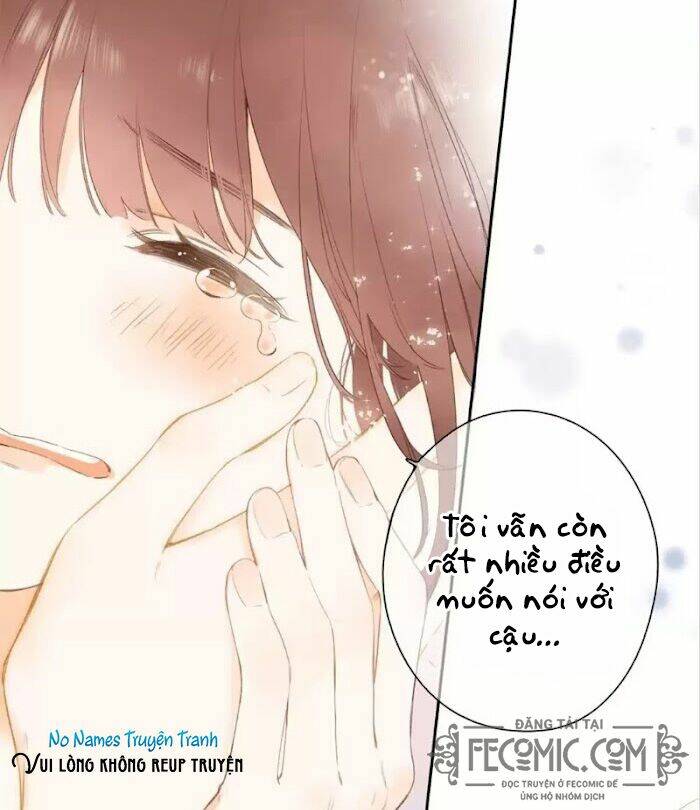 Tôi vẫn còn
rất nhiều điều
muốn nói với
cậu...
ĐĂNG TẢI TẠI
FECOMIC.COM
ĐỌC TRUYỆN Ở FECOMIC ĐỂ
ỦNG HỘ NHÓM DỊCH
No Names Truyện Tranh
Vui lòng không reup truyện